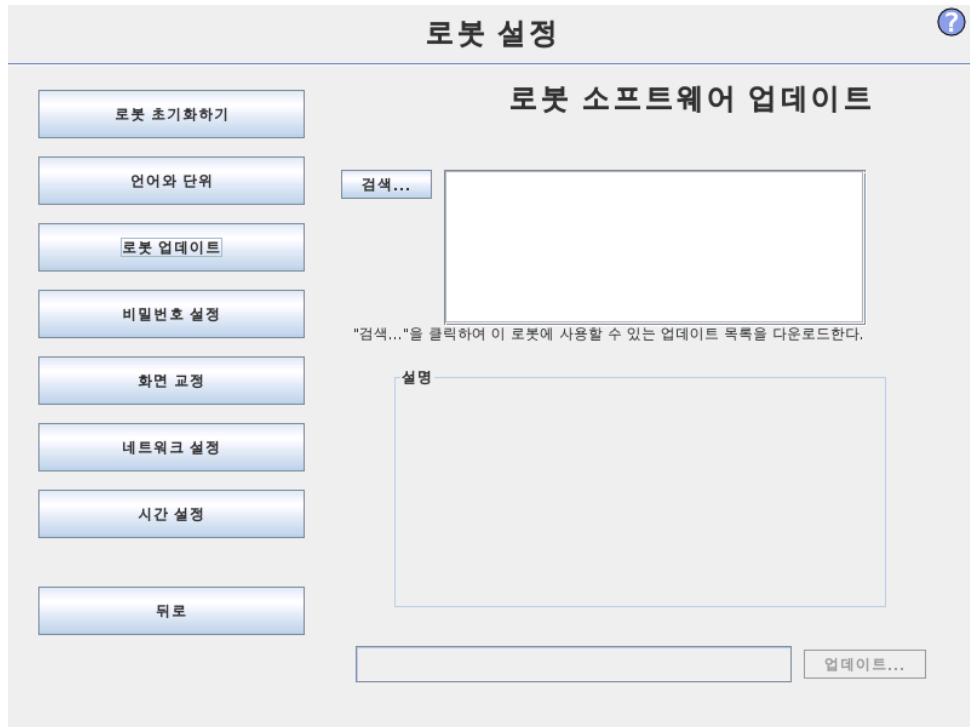 로봇 설정
?
로봇 초기화하기
언어와 단위
로봇 업데이트
비밀번호 설정
화면 교정
네트워크 설정
시간 설정
뒤로
로봇 소프트웨어 업데이트
검색...
"검색..."을 클릭하여 이 로봇에 사용할 수 있는 업데이트 목록을 다운로드한다.
설명
업데이트...